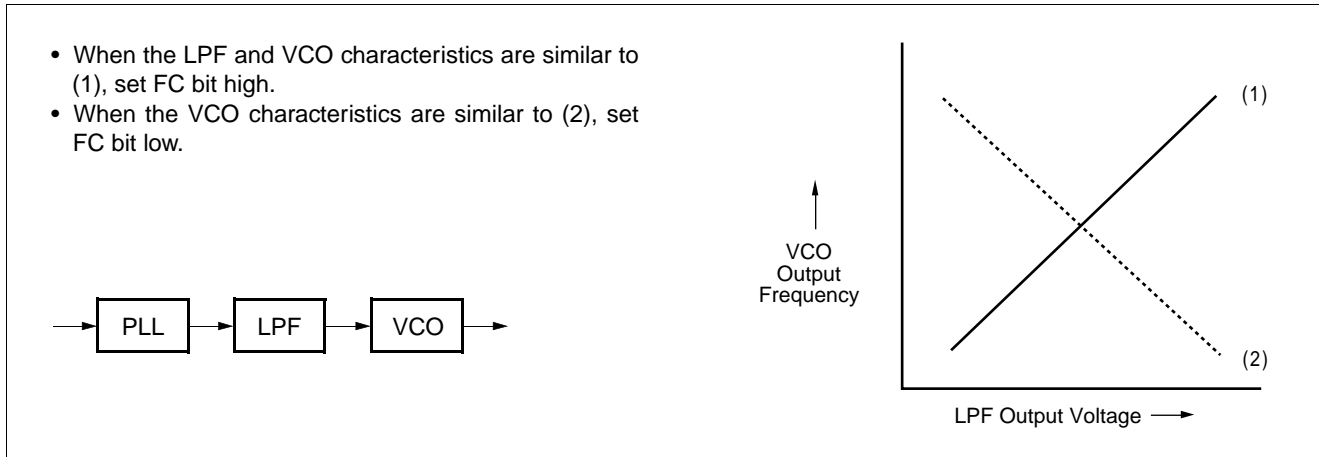 • When the LPF and VCO characteristics are similar to
(1), set FC bit high.
• When the VCO characteristics are similar to (2), set
FC bit low.
PLL
LPF
VCO
(1)
VCO
Output
Frequency
(2)
LPF Output Voltage